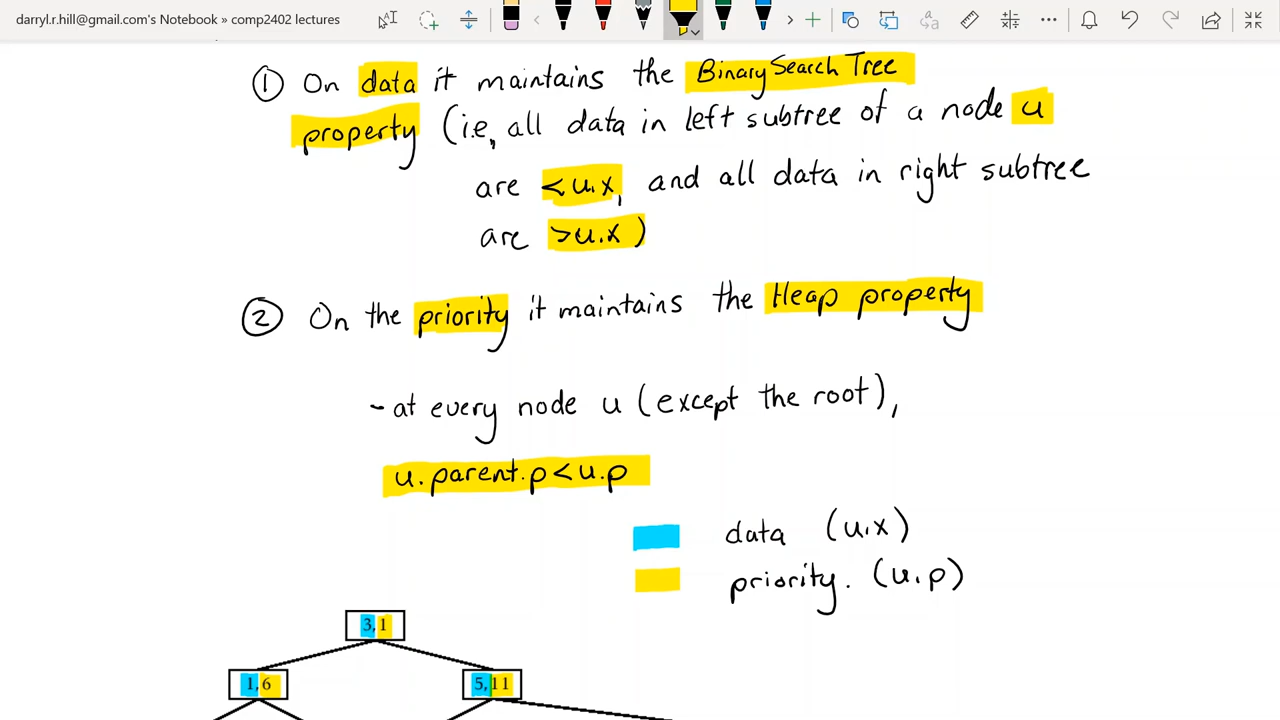 darryl.r.hill@gmail.com's Notebook » comp2402 lectures
① On data it maintains the Binary Search Tree
property (i.e, all data in left subtree of a node u
are <u.x, and all data in right subtree
are >u.x)
② On the priority it maintains the Heap property
- at every node u (except the root),
u.parent.p<u.p
data (u.x)
priority. (u.p)
3,1
1,6 5,11